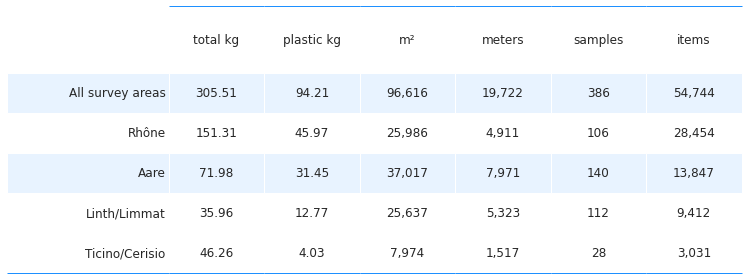 total kg plastic kg m² meters samples items
All survey areas 305.51 94.21 96,616 19,722 386 54,744
Rhône 151.31 45.97 25,986 4,911 106 28,454
Aare 71.98 31.45 37,017 7,971 140 13,847
Linth/Limmat 35.96 12.77 25,637 5,323 112 9,412
Ticino/Cerisio 46.26 4.03 7,974 1,517 28 3,031